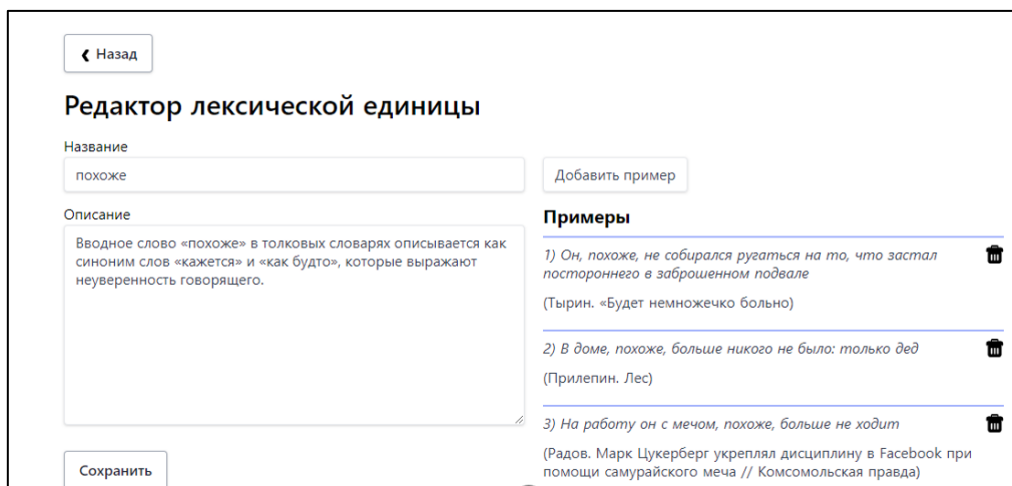 ❮ Назад
Редактор лексической единицы
Название
похоже
Описание
Вводное слово «похоже» в толковых словарях описывается как
синоним слов «кажется» и «как будто», которые выражают
неуверенность говорящего.
Сохранить
Добавить пример
Примеры
1) Он, похоже, не собирался ругаться на то, что застал
постороннего в заброшенном подвале
(Тырин. «Будет немножечко больно)
2) В доме, похоже, больше никого не было: только дед
(Прилепин. Лес)
3) На работу он с мечом, похоже, больше не ходит
(Радов. Марк Цукерберг укреплял дисциплину в Facebook при
помощи самурайского меча // Комсомольская правда)